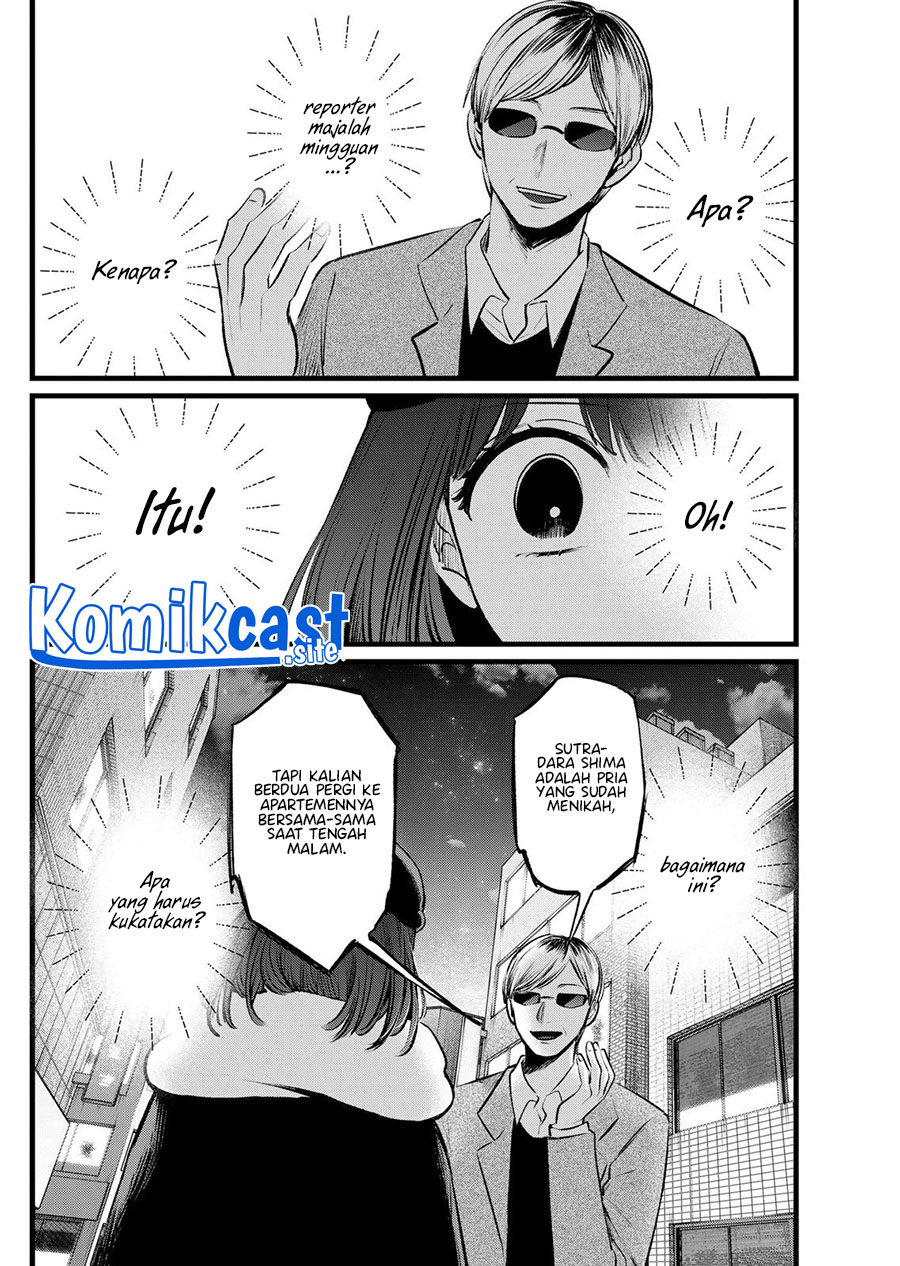 Apa?
reporter
majalah
mingguan
...?
Kenapa?
Oh!
Itu!
Komikcast
.site
SUTRA-
DARA SHIMA
ADALAH PRIA
YANG SUDAH
MENIKAH,
bagaimana
ini?
TAPI KALIAN
BERDUA PERGI KE
APARTEMENNYA
BERSAMA-SAMA
SAAT TENGAH
MALAM.
Apa
yang harus
kukatakan?